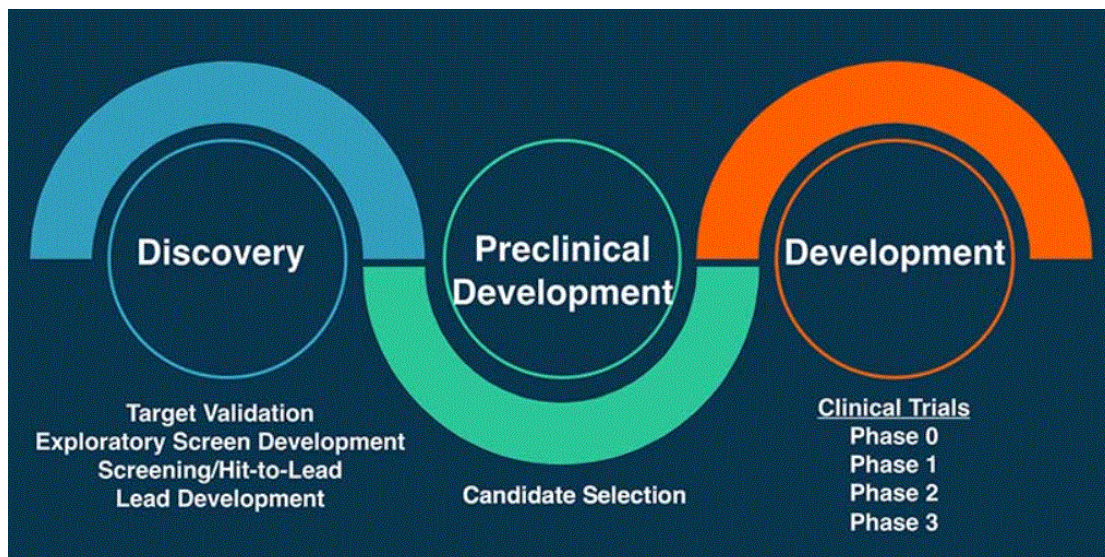 Discovery
Preclinical
Development
Development
Target Validation
Exploratory Screen Development
Screening/Hit-to-Lead
Lead Development
Candidate Selection
Clinical Trials
Phase 0
Phase 1
Phase 2
Phase 3